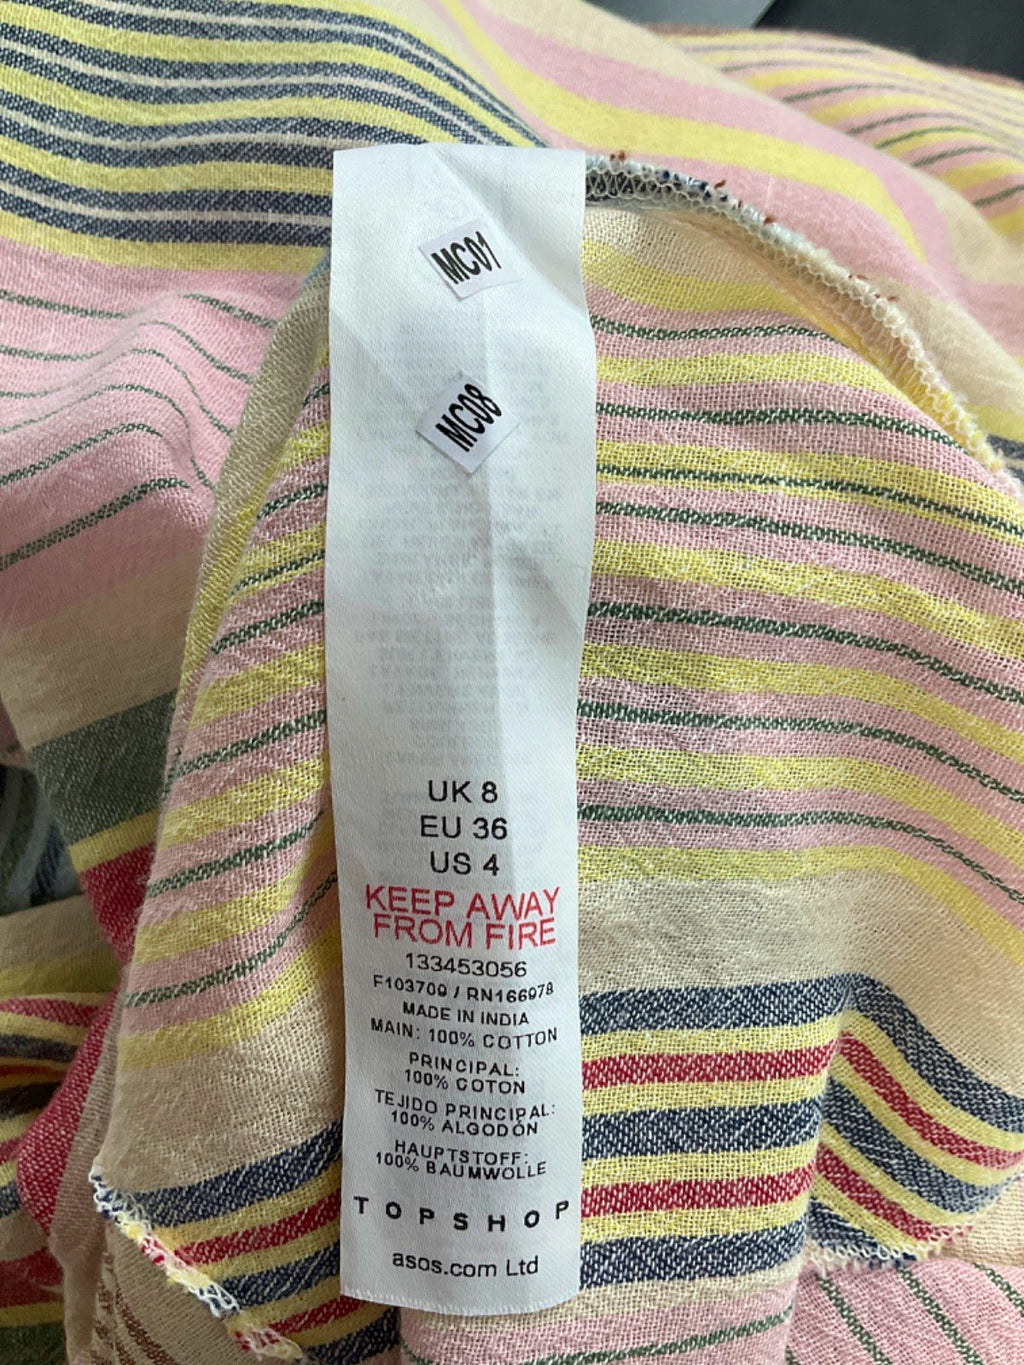 MC01
MC08
UK 8
EU 36
US 4
KEEP AWAY
FROM FIRE
133453056
F103709 / RN166978
MADE IN INDIA
MAIN: 100% COTTON
PRINCIPAL:
100% COTON
TEJIDO PRINCIPAL:
100% ALGODÓN
HAUPTSTOFF:
100% BAUMWOLLE
TOPSHOP
asos.com Ltd